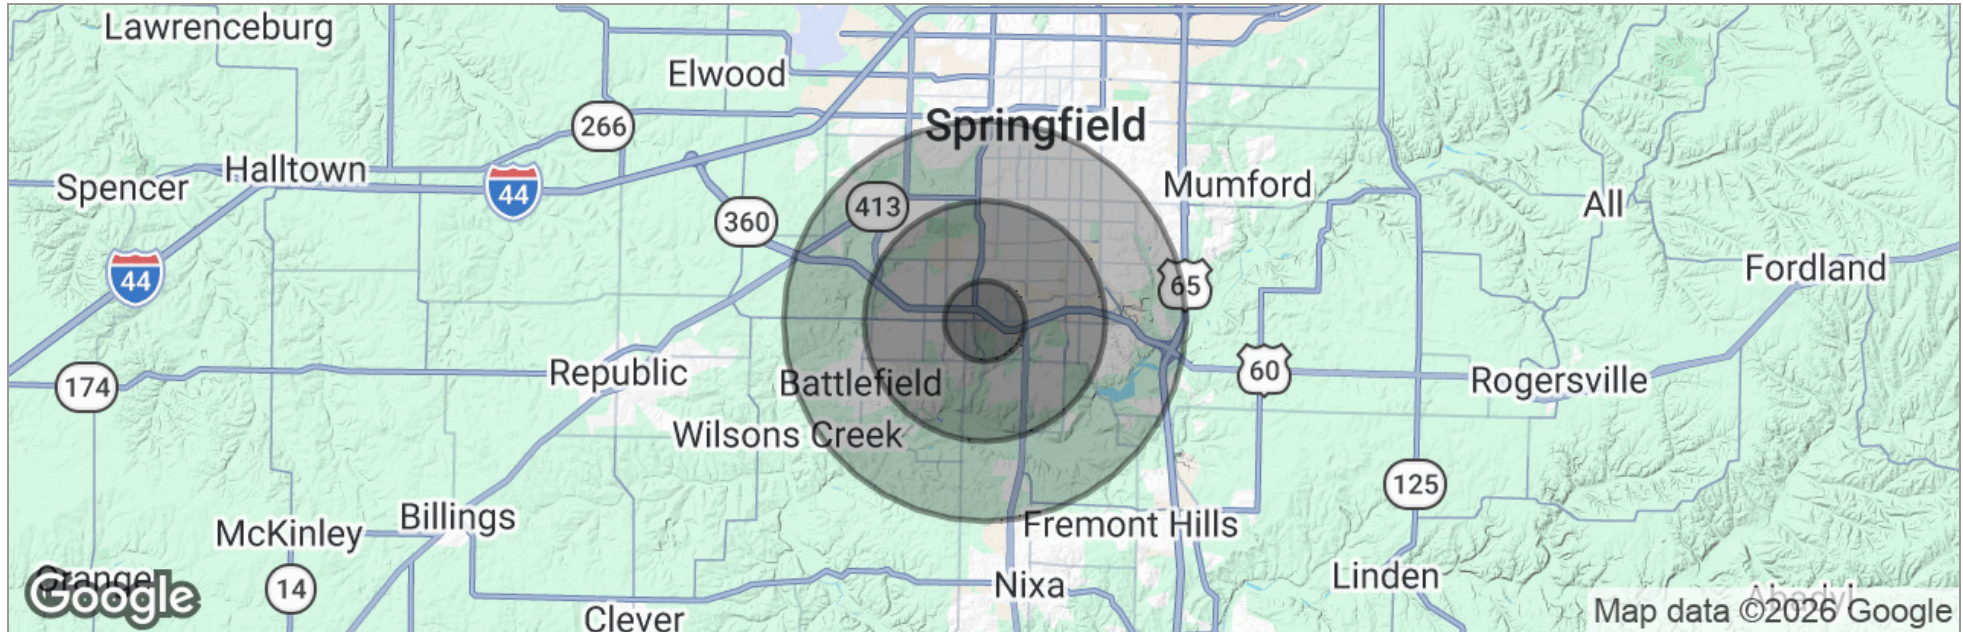 Lawrenceburg
Elwood
266
Springfield
Halltown
Spencer
44
Mumford
413
All
360
44
65
Fordland
Republic
60
174
Battlefield
Rogersville
Wilsons Creek
125
Billings
McKinley
Fremont Hills
Orange
14
Nixa
Linden
Google
Clever
Map data ©2026 Google